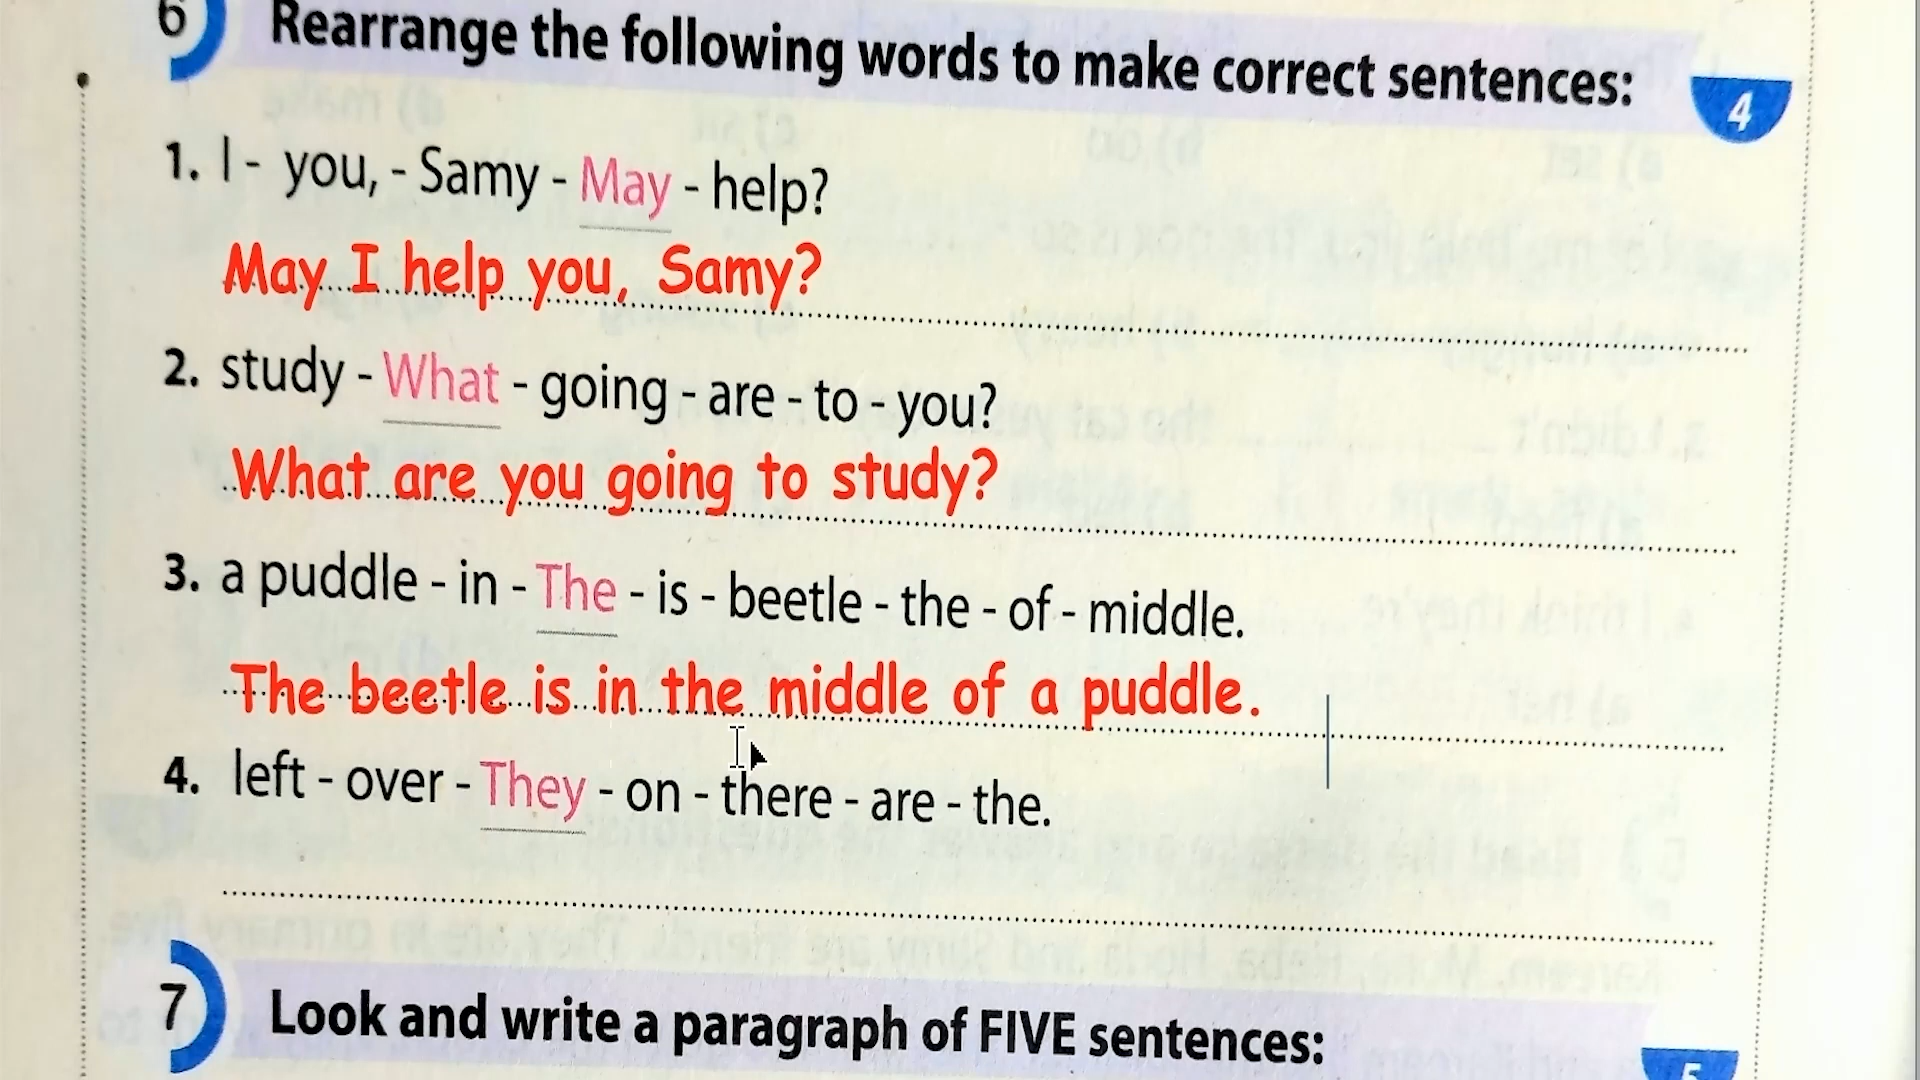 6 Rearrange the following words to make correct sentences:
4
1. I - you, - Samy - May - help?
May I help you, Samy?
2. study - What - going - are - to - you?
What are you going to study?
3. a puddle - in - The - is - beetle - the - of - middle.
The beetle is in the middle of a puddle.
4. left - over - They - on - there - are - the.
7 Look and write a paragraph of FIVE sentences:
5